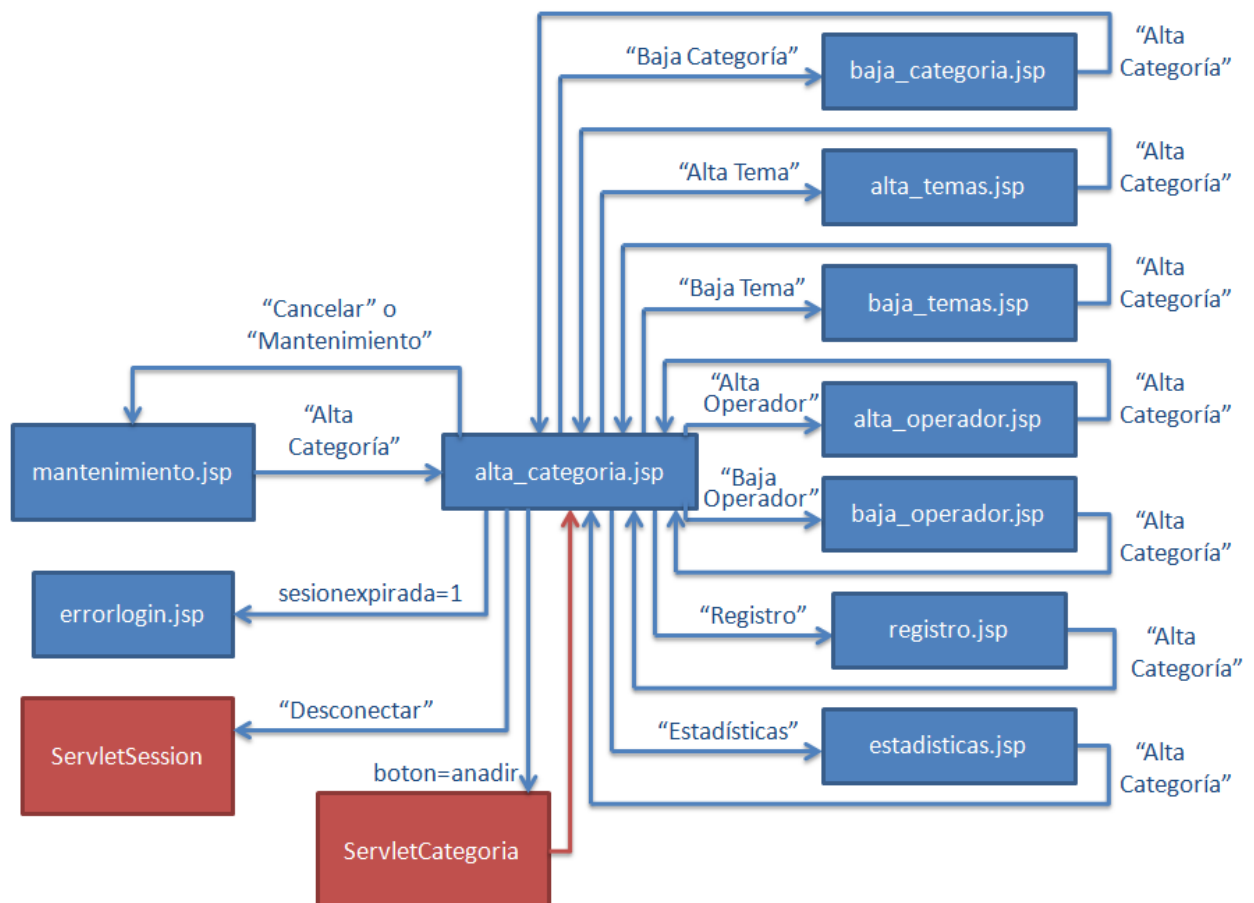 “Alta
Categoría”
“Baja Categoría”
baja_categoria.jsp
“Alta
Categoría”
“Alta Tema”
alta_temas.jsp
“Alta
Categoría”
“Baja Tema”
baja_temas.jsp
“Cancelar” o
“Mantenimiento”
“Alta
Operador”
alta_operador.jsp
“Alta
Categoría”
“Alta
Categoría”
mantenimiento.jsp
alta_categoria.jsp
“Baja
Operador”
baja_operador.jsp
“Alta
Categoría”
sesionexpirada=1
errorlogin.jsp
“Registro”
registro.jsp
“Alta
Categoría”
“Desconectar”
ServletSession
“Estadísticas”
estadisticas.jsp
“Alta
Categoría”
boton=anadir
ServletCategoria